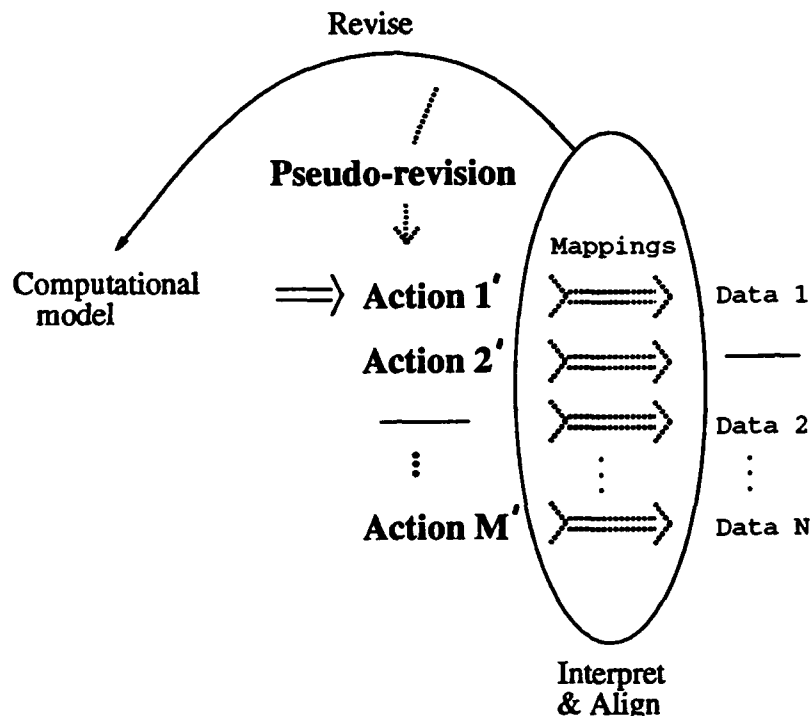 Revise
Pseudo-revision
Mappings
Computational
model
Action 1' Data 1
Action 2'
Data 2
Action M' Data N
Interpret
& Align